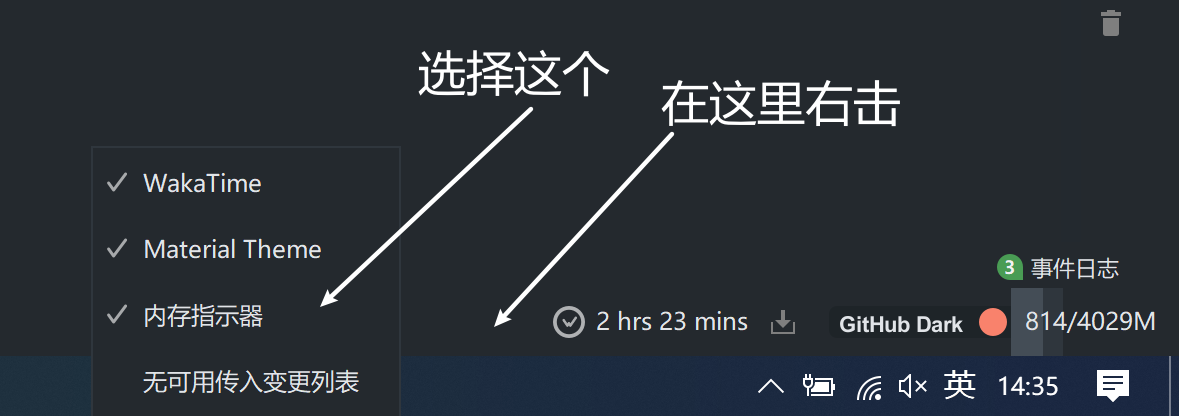 选择这个
在这里右击
WakaTime
Material Theme
内存指示器
无可用传入变更列表
3 事件日志
2 hrs 23 mins
GitHub Dark
814/4029M
英
14:35